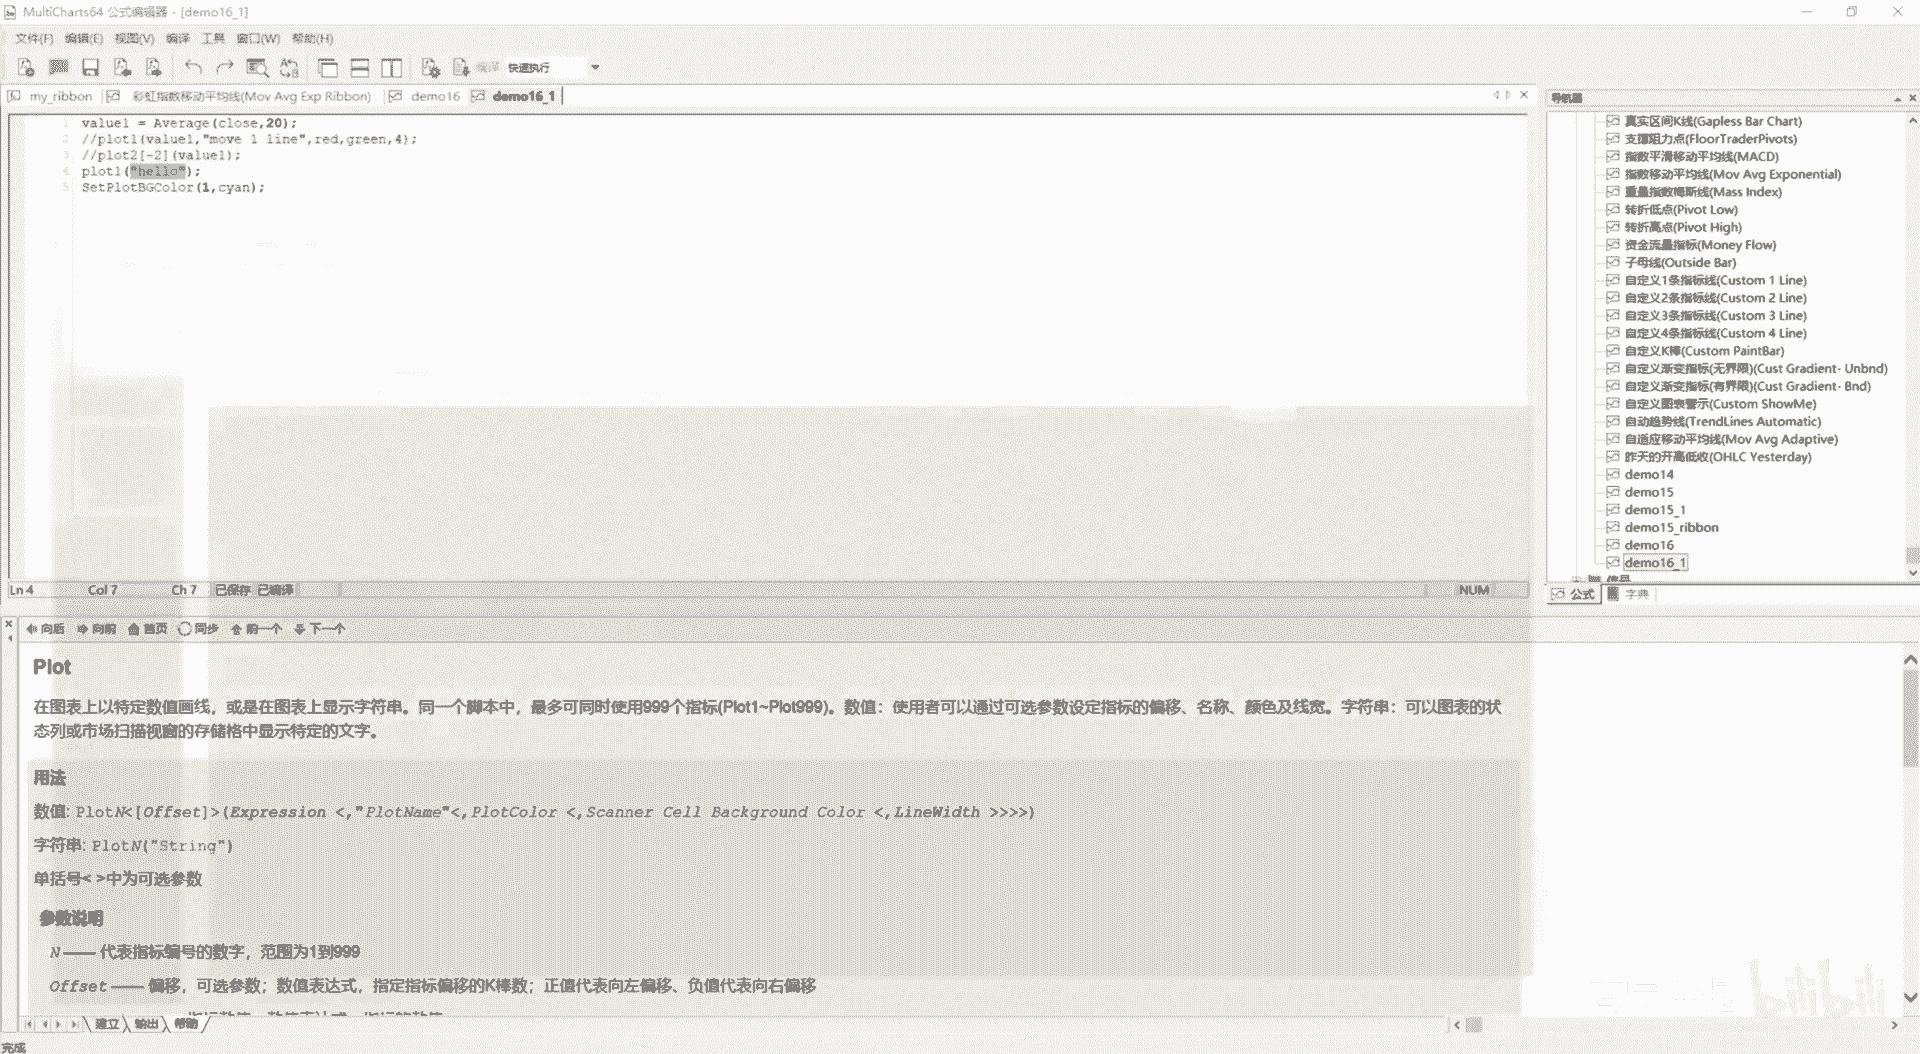 MultiCharts64 公式编辑器 - [demo16_1]
文件(F) 编辑(E) 视图(V) 编译 工具 窗口(W) 帮助(H)
编译 快速执行
my_ribbon 彩虹指数移动平均线(Mov Avg Exp Ribbon) demo16 demo16_1
1 value1 = Average(close,20);
2 //plot1(value1,"move 1 line",red,green,4);
3 //plot2[-2](value1);
4 plot1("hello");
5 SetPlotBGColor(1,cyan);
Ln 4 Col 7 Ch 7 已保存 已编译 NUM
导航器
真实区间K线(Gapless Bar Chart)
支撑阻力点(FloorTraderPivots)
指数平滑移动平均线(MACD)
指数移动平均线(Mov Avg Exponential)
重量指数梅斯线(Mass Index)
转折低点(Pivot Low)
转折高点(Pivot High)
资金流量指标(Money Flow)
子母线(Outside Bar)
自定义1条指标线(Custom 1 Line)
自定义2条指标线(Custom 2 Line)
自定义3条指标线(Custom 3 Line)
自定义4条指标线(Custom 4 Line)
自定义K棒(Custom PaintBar)
自定义渐变指标(无界限)(Cust Gradient- Unbnd)
自定义渐变指标(有界限)(Cust Gradient- Bnd)
自定义图表警示(Custom ShowMe)
自动趋势线(TrendLines Automatic)
自适应移动平均线(Mov Avg Adaptive)
昨天的开高低收(OHLC Yesterday)
demo14
demo15
demo15_1
demo15_ribbon
demo16
demo16_1
信号
公式 字典
向后 向前 首页 同步 前一个 下一个
Plot
在图表上以特定数值画线，或是在图表上显示字符串。同一个脚本中，最多可同时使用999个指标(Plot1~Plot999)。数值：使用者可以通过可选参数设定指标的偏移、名称、颜色及线宽。字符串：可以图表的状
态列或市场扫描视窗的存储格中显示特定的文字。
用法
数值: PlotN<[Offset]>(Expression <,"PlotName"<,PlotColor <,Scanner Cell Background Color <,LineWidth >>>>)
字符串: PlotN("String")
单括号< >中为可选参数
参数说明
N —— 代表指标编号的数字，范围为1到999
Offset —— 偏移，可选参数；数值表达式，指定指标偏移的K棒数；正值代表向左偏移、负值代表向右偏移
建立 输出 帮助
完成
bilibili